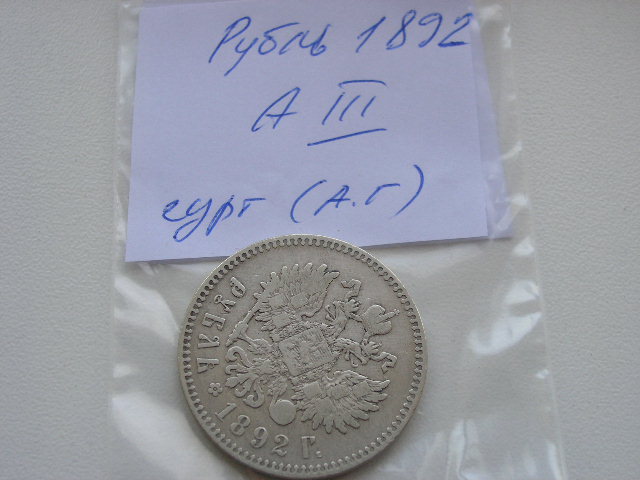 Рубль 1892
А III
гурт (А.Г)
РУБЛЬ * 1892 Г.